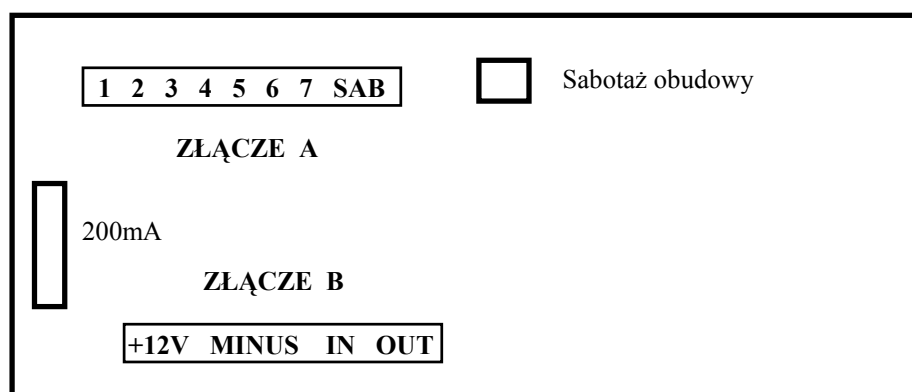 1 2 3 4 5 6 7 SAB
Sabotaż obudowy
ZŁĄCZE A
200mA
ZŁĄCZE B
+12V MINUS IN OUT